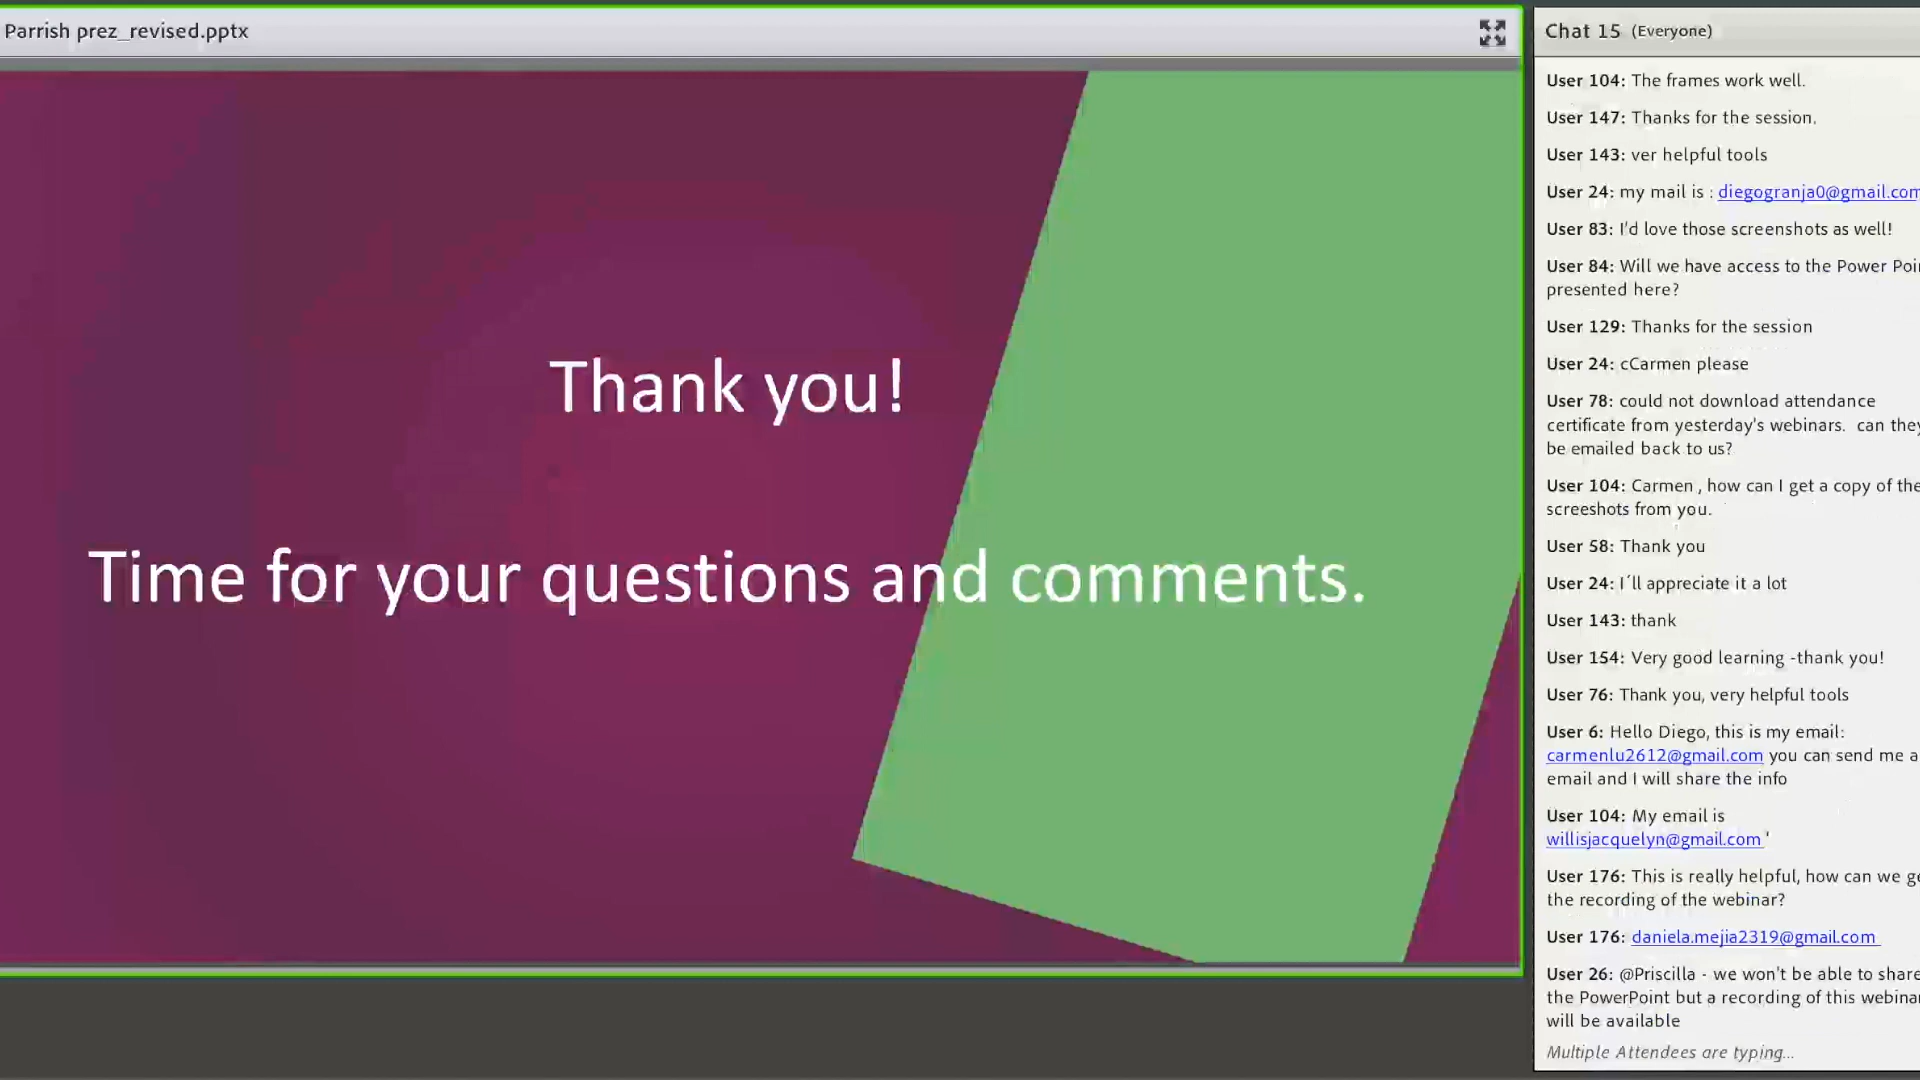 Parrish prez_revised.pptx
Thank you!
Time for your questions and comments.
Chat 15 (Everyone)
User 104: The frames work well.
User 147: Thanks for the session.
User 143: ver helpful tools
User 24: my mail is : diegogranja0@gmail.com
User 83: I'd love those screenshots as well!
User 84: Will we have access to the Power
presented here?
User 129: Thanks for the session
User 24: cCarmen please
User 78: could not download attendance
certificate from yesterday's webinars. can they
be emailed back to us?
User 104: Carmen , how can I get a copy of the
screeshots from you.
User 58: Thank you
User 24: I´ll appreciate it a lot
User 143: thank
User 154: Very good learning -thank you!
User 76: Thank you, very helpful tools
User 6: Hello Diego, this is my email:
carmenlu2612@gmail.com you can send me a
email and I will share the info
User 104: My email is
willisjacquelyn@gmail.com '
User 176: This is really helpful, how can we
the recording of the webinar?
User 176: daniela.mejia2319@gmail.com
User 26: @Priscilla - we won't be able to share
the PowerPoint but a recording of this webinar
will be available
Multiple Attendees are typing...